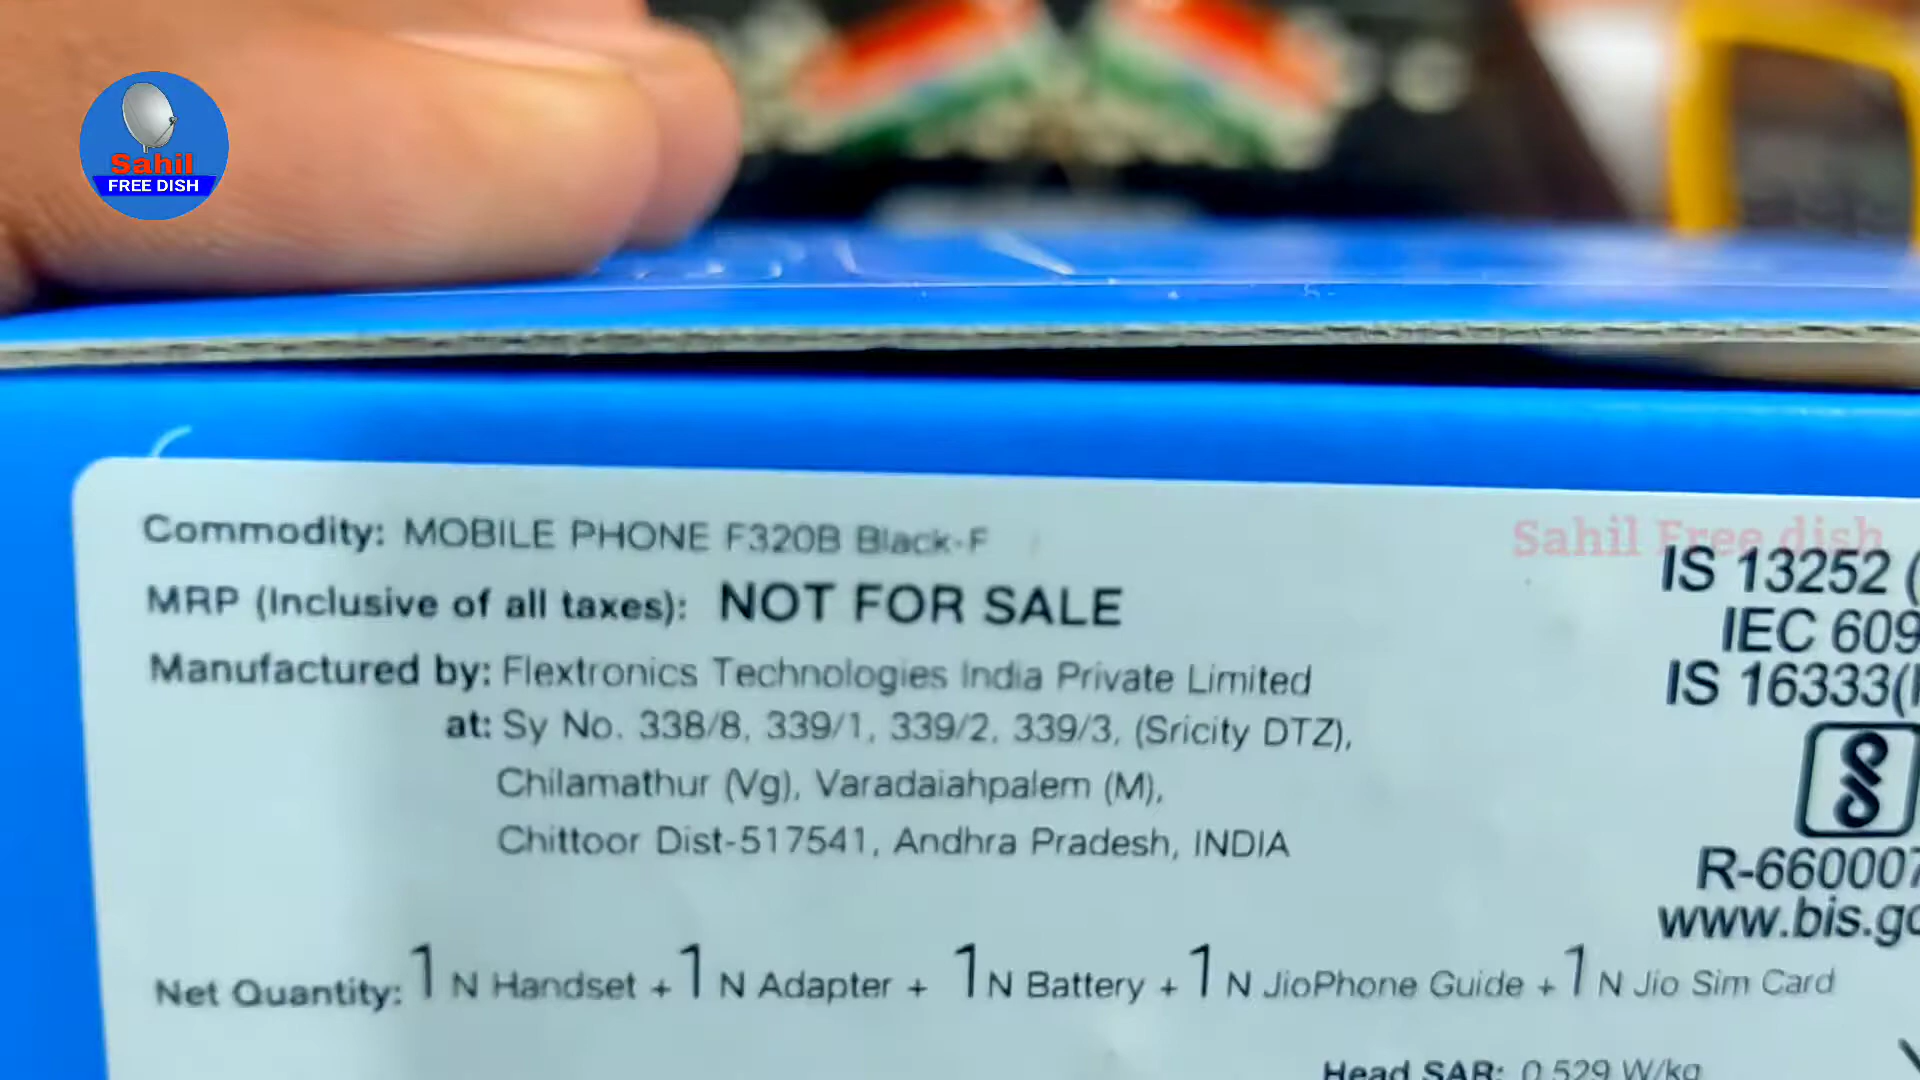 Sahil
FREE DISH
Commodity: MOBILE PHONE F320B Black-F
MRP (Inclusive of all taxes): NOT FOR SALE
Manufactured by: Flextronics Technologies India Private Limited
at: Sy No. 338/8, 339/1, 339/2, 339/3, (Sricity DTZ),
Chilamathur (Vg), Varadaiahpalem (M),
Chittoor Dist-517541, Andhra Pradesh, INDIA
Net Quantity: 1 N Handset + 1 N Adapter + 1 N Battery + 1 N JioPhone Guide + 1 N Jio Sim Card
Head SAR: 0.529 W/kg
Sahil Free dish
IS 13252 (
IEC 609
IS 16333(
R-660007
www.bis.go